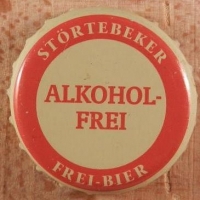 STÖRTEBEKER
ALKOHOL-
FREI
FREI-BIER